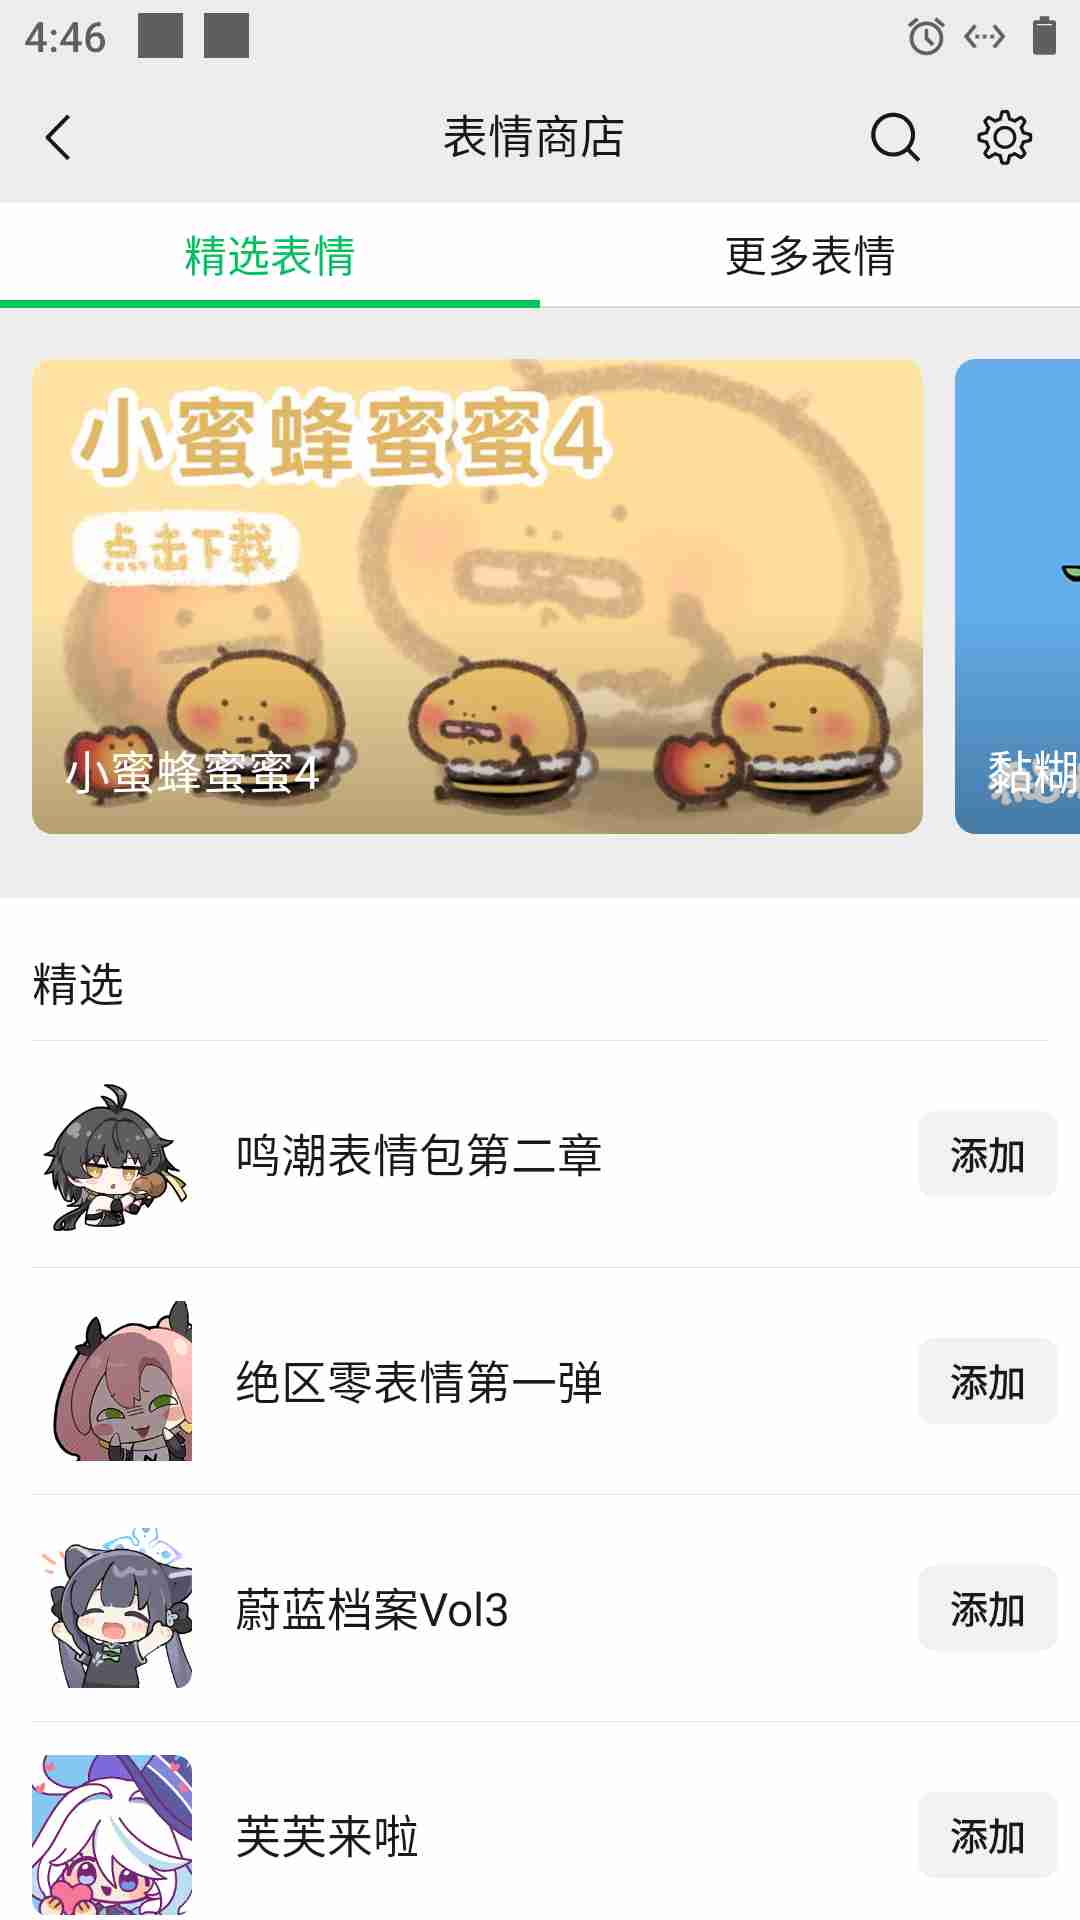 4:46
表情商店
精选表情
更多表情
小蜜蜂蜜蜜4
点击下载
小蜜蜂蜜蜜4
黏糊
精选
鸣潮表情包第二章
添加
绝区零表情第一弹
添加
蔚蓝档案Vol3
添加
芙芙来啦
添加